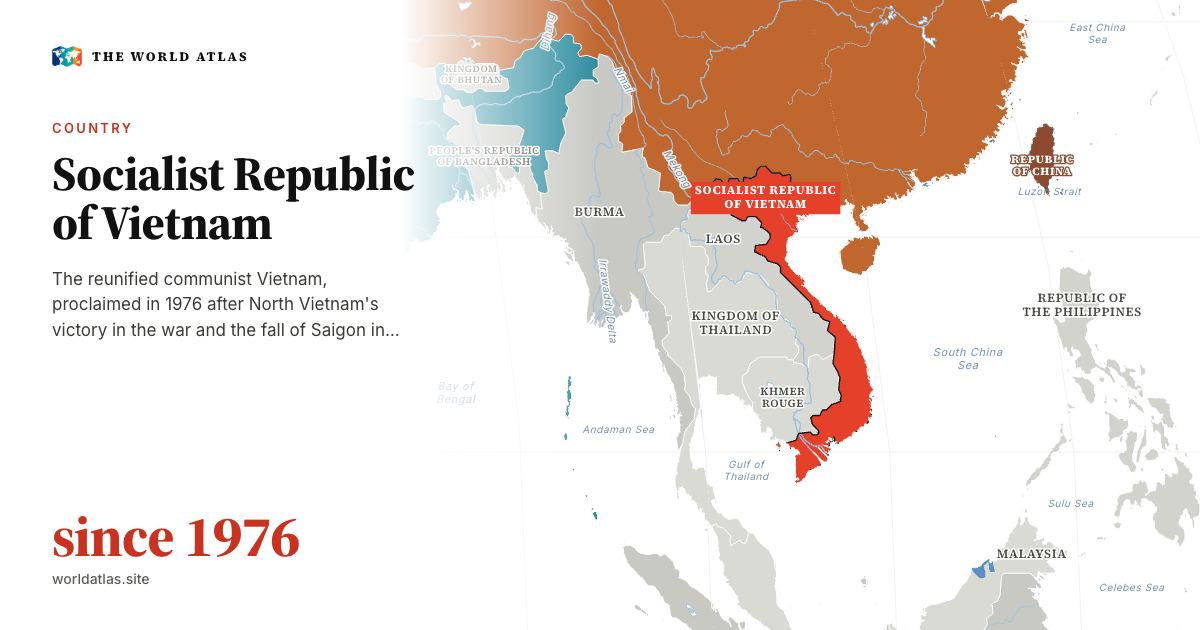 THE WORLD ATLAS
COUNTRY
Socialist Republic
of Vietnam
The reunified communist Vietnam,
proclaimed in 1976 after North Vietnam's
victory in the war and the fall of Saigon in...
since 1976
worldatlas.site
Dihang
KINGDOM
OF BHUTAN
Nmai
PEOPLE'S REPUBLIC
OF BANGLADESH
Mekong
BURMA
Irrawaddy Delta
SOCIALIST REPUBLIC
OF VIETNAM
LAOS
KINGDOM OF
THAILAND
KHMER
ROUGE
Bay of
Bengal
Andaman Sea
Gulf of
Thailand
East China
Sea
REPUBLIC
OF CHINA
Luzon Strait
REPUBLIC OF
THE PHILIPPINES
South China
Sea
Sulu Sea
MALAYSIA
Celebes Sea